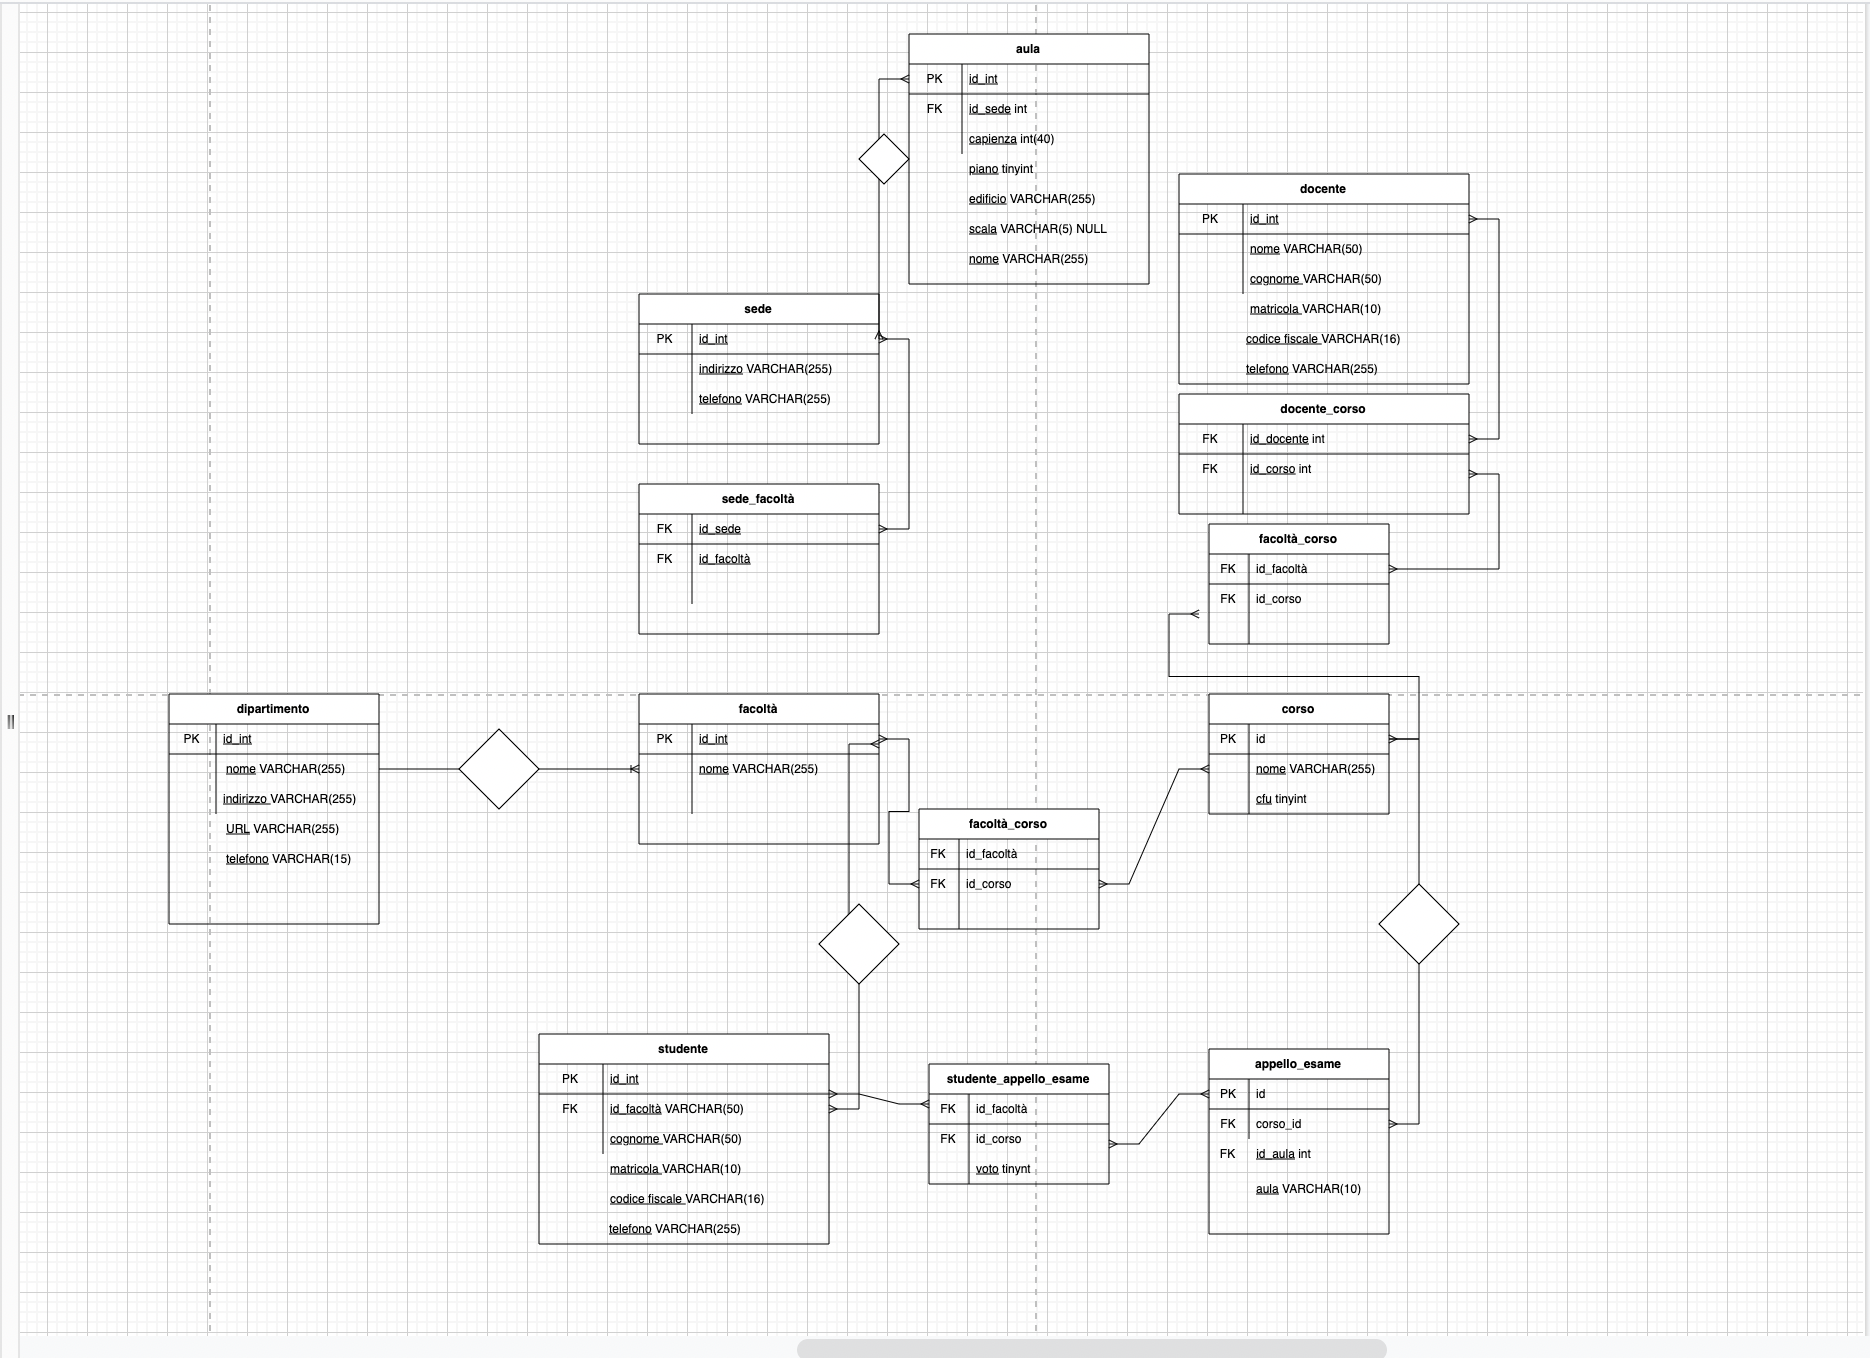 aula
PK id_int
FK id_sede int
capienza int(40)
piano tinyint
edificio VARCHAR(255)
scala VARCHAR(5) NULL
nome VARCHAR(255)
docente
PK id_int
nome VARCHAR(50)
cognome VARCHAR(50)
matricola VARCHAR(10)
codice fiscale VARCHAR(16)
telefono VARCHAR(255)
sede
PK id_int
indirizzo VARCHAR(255)
telefono VARCHAR(255)
docente_corso
FK id_docente int
FK id_corso int
sede_facoltà
FK id_sede
FK id_facoltà
facoltà_corso
FK id_facoltà
FK id_corso
dipartimento
PK id_int
nome VARCHAR(255)
indirizzo VARCHAR(255)
URL VARCHAR(255)
telefono VARCHAR(15)
facoltà
PK id_int
nome VARCHAR(255)
corso
PK id
nome VARCHAR(255)
cfu tinyint
facoltà_corso
FK id_facoltà
FK id_corso
studente
PK id_int
FK id_facoltà VARCHAR(50)
cognome VARCHAR(50)
matricola VARCHAR(10)
codice fiscale VARCHAR(16)
telefono VARCHAR(255)
studente_appello_esame
FK id_facoltà
FK id_corso
voto tinynt
appello_esame
PK id
FK corso_id
FK id_aula int
aula VARCHAR(10)